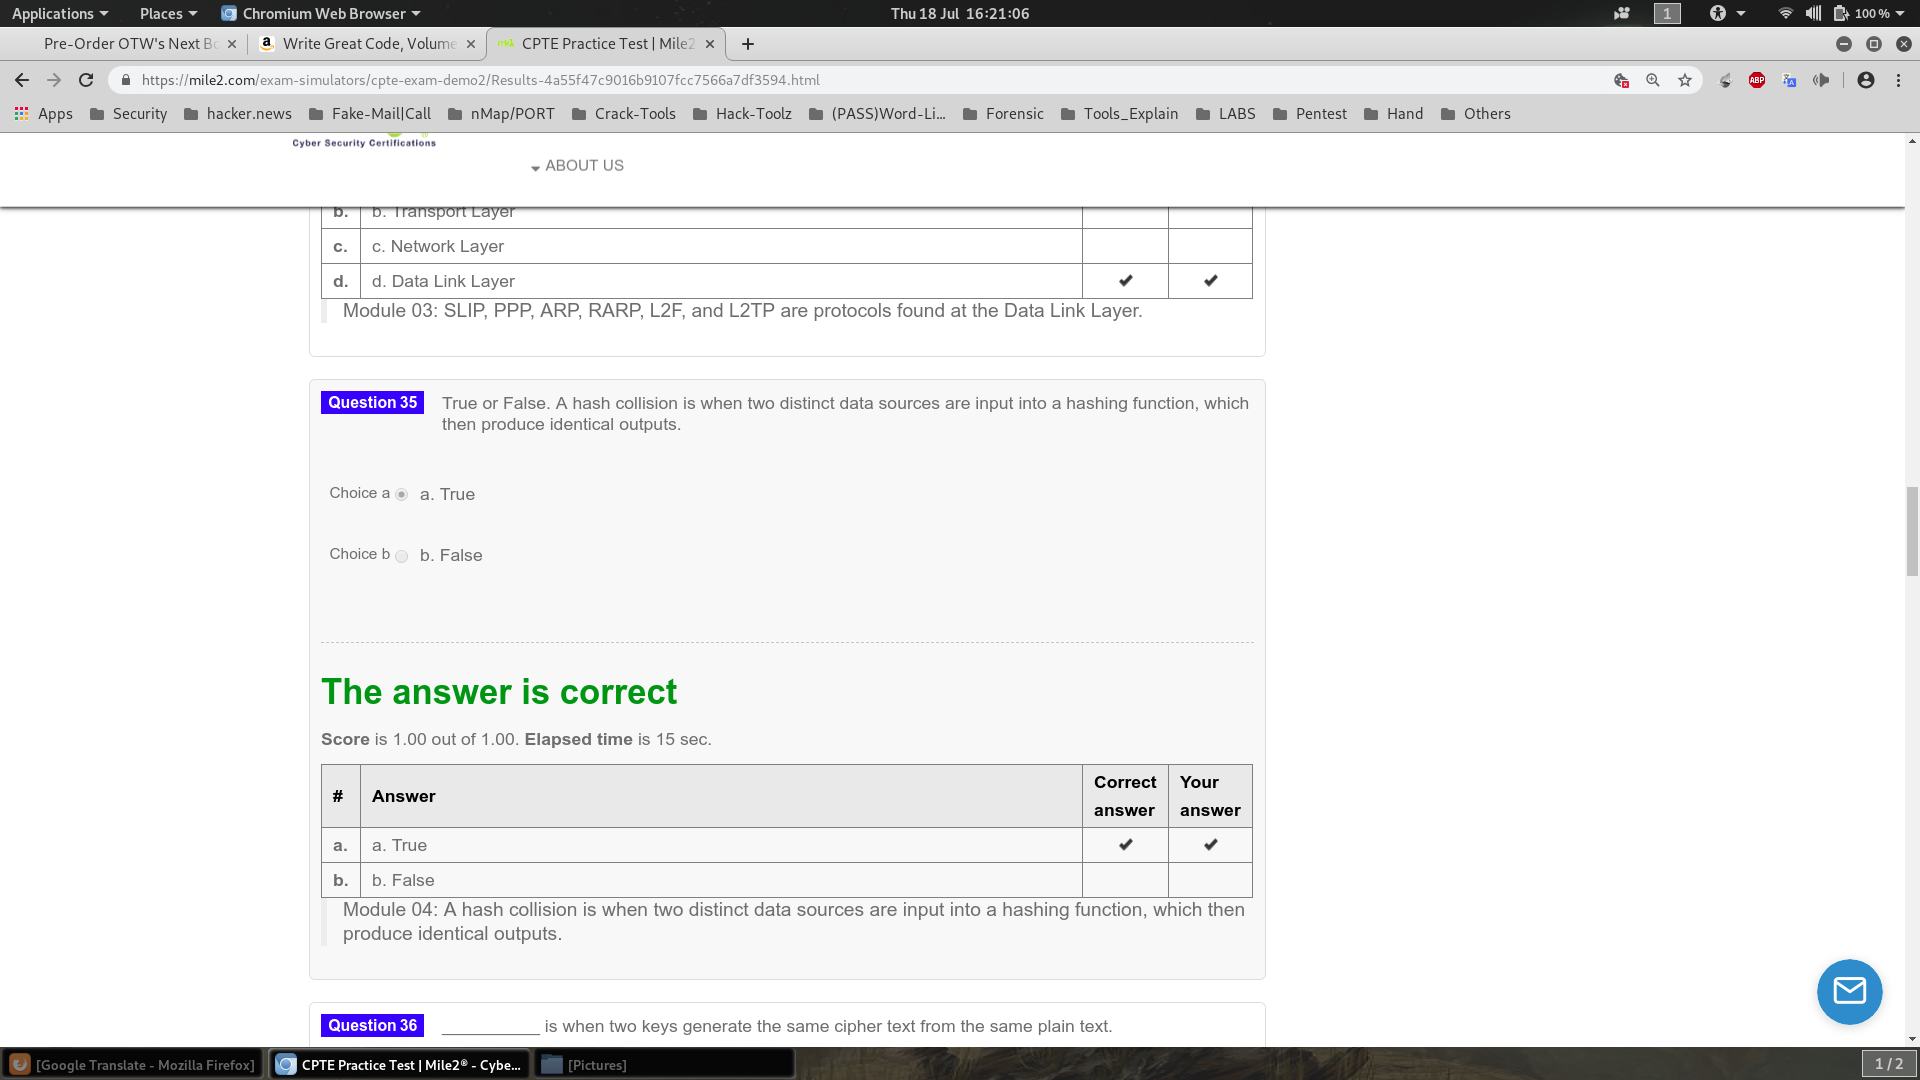 Applications Places Chromium Web Browser Thu 18 Jul 16:21:06 1 100 %
Pre-Order OTW's Next Bo Write Great Code, Volume CPTE Practice Test | Mile2
https://mile2.com/exam-simulators/cpte-exam-demo2/Results-4a55f47c9016b9107fcc7566a7df3594.html ABP
Apps Security hacker.news Fake-Mail|Call nMap/PORT Crack-Tools Hack-Toolz (PASS)Word-Li... Forensic Tools_Explain LABS Pentest Hand Others
Cyber Security Certifications
ABOUT US
b. b. Transport Layer
c. c. Network Layer
d. d. Data Link Layer ✔ ✔
Module 03: SLIP, PPP, ARP, RARP, L2F, and L2TP are protocols found at the Data Link Layer.
Question 35 True or False. A hash collision is when two distinct data sources are input into a hashing function, which
then produce identical outputs.
Choice a a. True
Choice b b. False
The answer is correct
Score is 1.00 out of 1.00. Elapsed time is 15 sec.
# Answer Correct answer Your answer
a. a. True ✔ ✔
b. b. False
Module 04: A hash collision is when two distinct data sources are input into a hashing function, which then
produce identical outputs.
Question 36 ___________ is when two keys generate the same cipher text from the same plain text.
[Google Translate - Mozilla Firefox] CPTE Practice Test | Mile2® - Cybe... [Pictures] 1 / 2